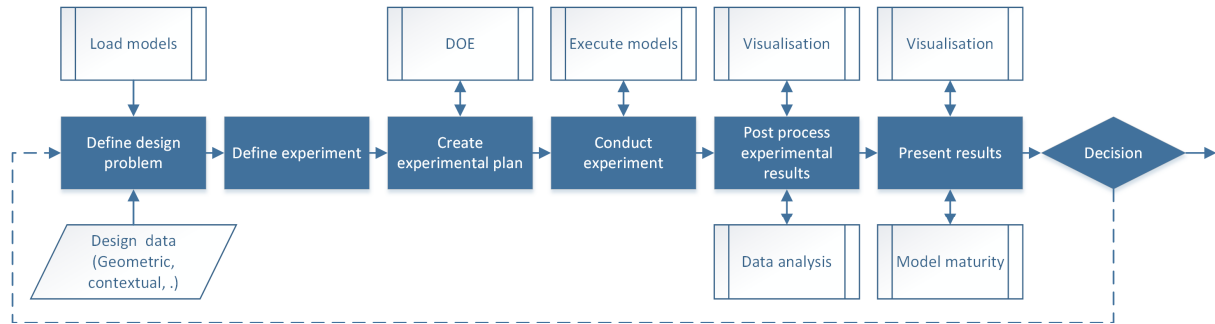 Load models
DOE
Execute models
Visualisation
Visualisation
Define design
problem
Define experiment
Create
experimental plan
Conduct
experiment
Post process
experimental
results
Present results
Decision
Design data
(Geometric,
contextual, .)
Data analysis
Model maturity